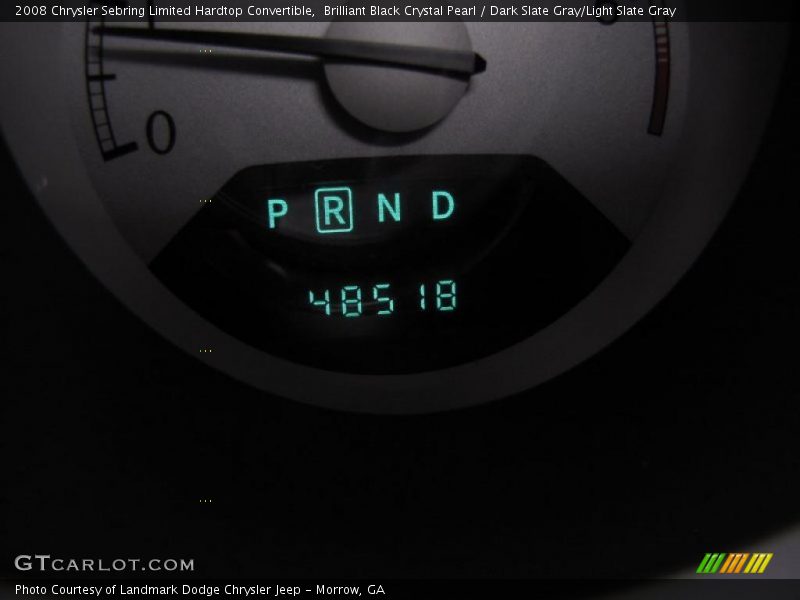 2008 Chrysler Sebring Limited Hardtop Convertible, Brilliant Black Crystal Pearl / Dark Slate Gray/Light Slate Gray
0
P R N D
48518
GTCARLOT.COM
Photo Courtesy of Landmark Dodge Chrysler Jeep – Morrow, GA